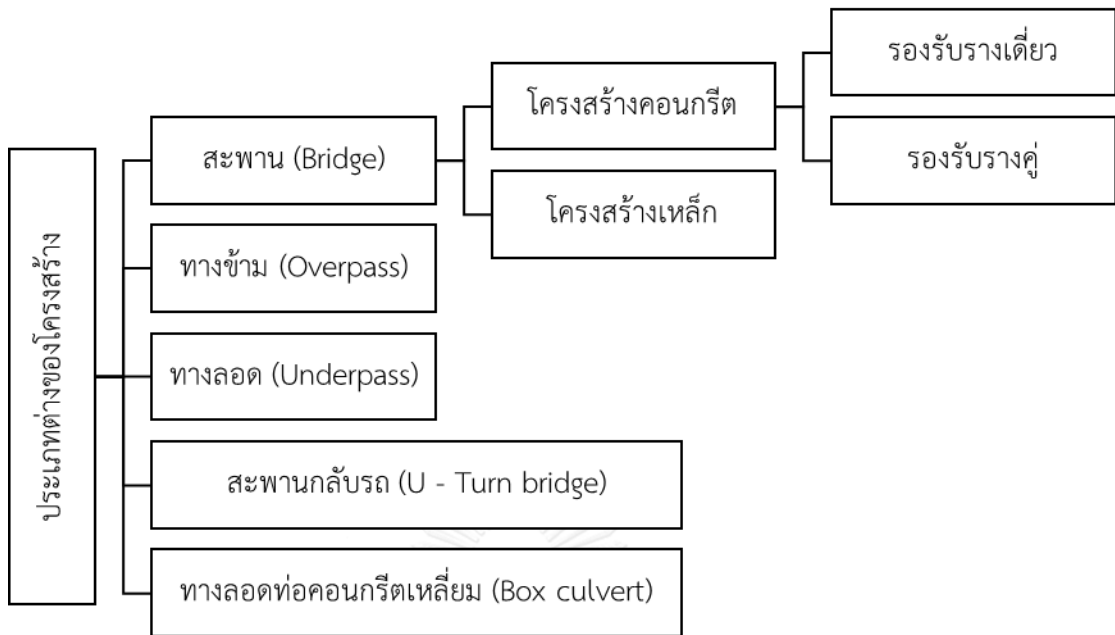 ประเภทต่างของโครงสร้าง
สะพาน (Bridge)
โครงสร้างคอนกรีต
รองรับรางเดี่ยว
รองรับรางคู่
โครงสร้างเหล็ก
ทางข้าม (Overpass)
ทางลอด (Underpass)
สะพานกลับรถ (U - Turn bridge)
ทางลอดท่อคอนกรีตเหลี่ยม (Box culvert)